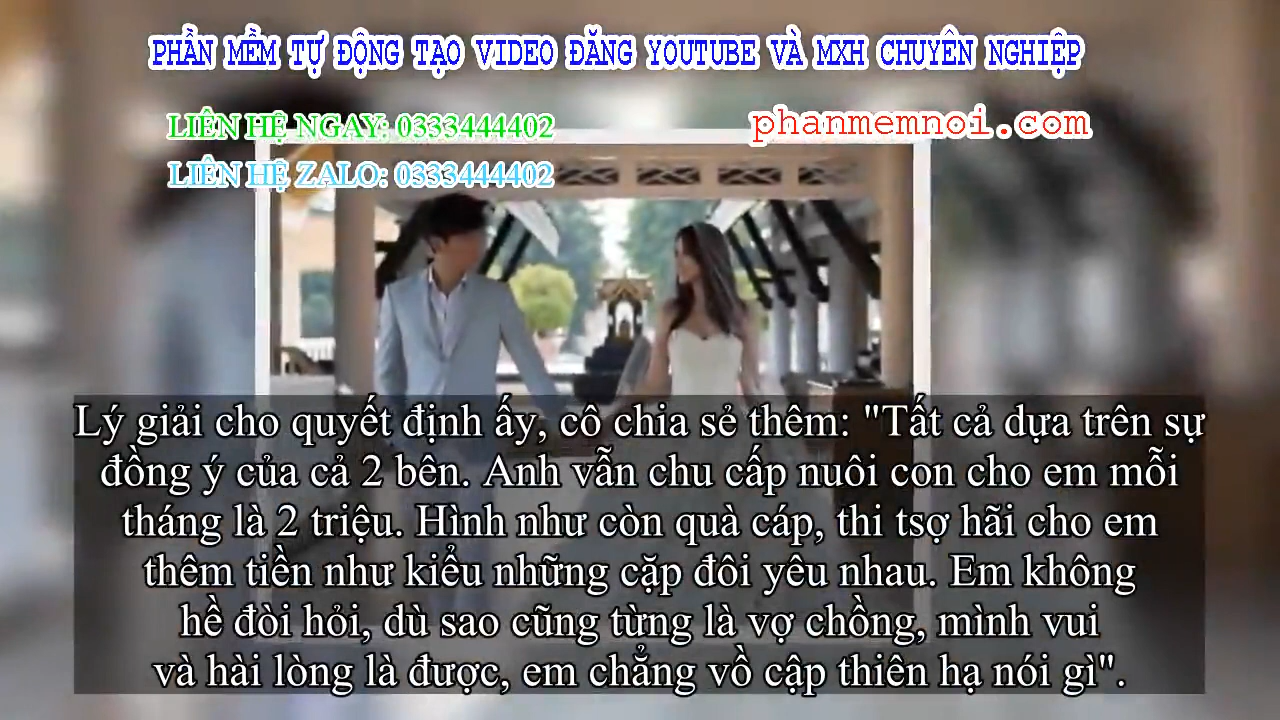 PHẦN MỀM TỰ ĐỘNG TẠO VIDEO ĐĂNG YOUTUBE VÀ MXH CHUYÊN NGHIỆP
LIÊN HỆ NGAY: 0333444402
phanmemnoi.com
LIÊN HỆ ZALO: 0333444402
Lý giải cho quyết định ấy, cô chia sẻ thêm: "Tất cả dựa trên sự
đồng ý của cả 2 bên. Anh vẫn chu cấp nuôi con cho em mỗi
tháng là 2 triệu. Hình như còn quà cáp, thi tsợ hãi cho em
thêm tiền như kiểu những cặp đôi yêu nhau. Em không
hề đòi hỏi, dù sao cũng từng là vợ chồng, mình vui
và hài lòng là được, em chẳng vồ cập thiên hạ nói gì".